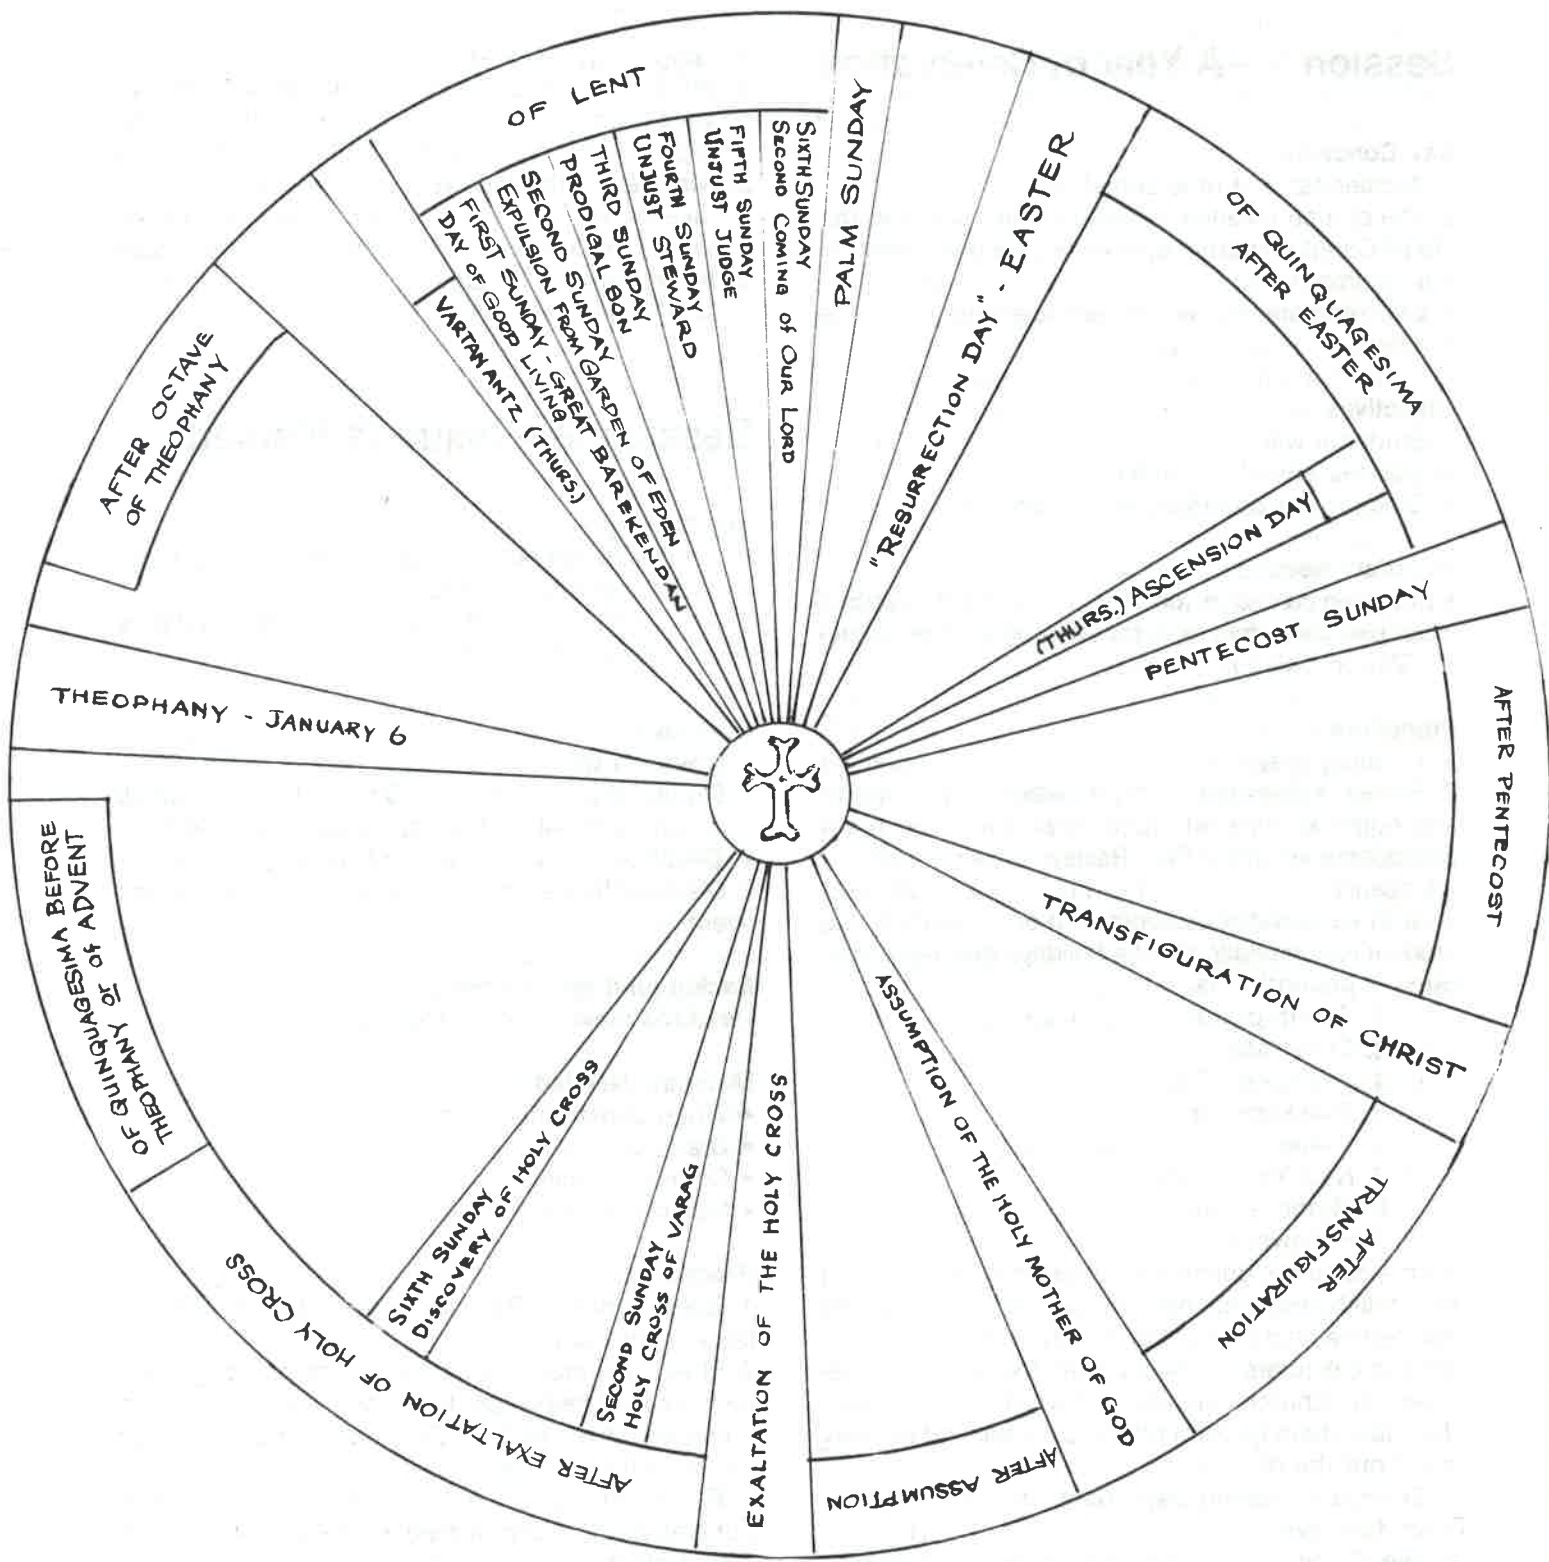 OF LENT
VARTANANTZ (THURS.)
FIRST SUNDAY - GREAT BAREKENDAN
DAY OF GOOD LIVING
SECOND SUNDAY
EXPULSION FROM GARDEN OF EDEN
THIRD SUNDAY
PRODIGAL SON
FOURTH SUNDAY
UNJUST STEWARD
FIFTH SUNDAY
UNJUST JUDGE
SIXTH SUNDAY
SECOND COMING of OUR LORD
PALM SUNDAY
"RESURRECTION DAY" - EASTER
OF QUINQUAGESIMA
AFTER EASTER
(THURS.) ASCENSION DAY
PENTECOST SUNDAY
AFTER PENTECOST
TRANSFIGURATION OF CHRIST
AFTER
TRANSFIGURATION
ASSUMPTION OF THE HOLY MOTHER OF GOD
AFTER ASSUMPTION
EXALTATION OF THE HOLY CROSS
SECOND SUNDAY
HOLY CROSS OF VARAG
SIXTH SUNDAY
DISCOVERY OF HOLY CROSS
AFTER EXALTATION OF HOLY CROSS
OF QUINQUAGESIMA BEFORE
THEOPHANY or OF ADVENT
THEOPHANY - JANUARY 6
AFTER OCTAVE
OF THEOPHANY